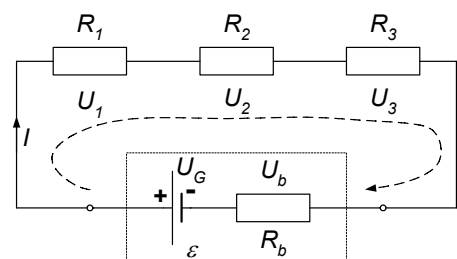 R1 R2 R3
U1 U2 U3
I
UG Ub
+ -
ε Rb